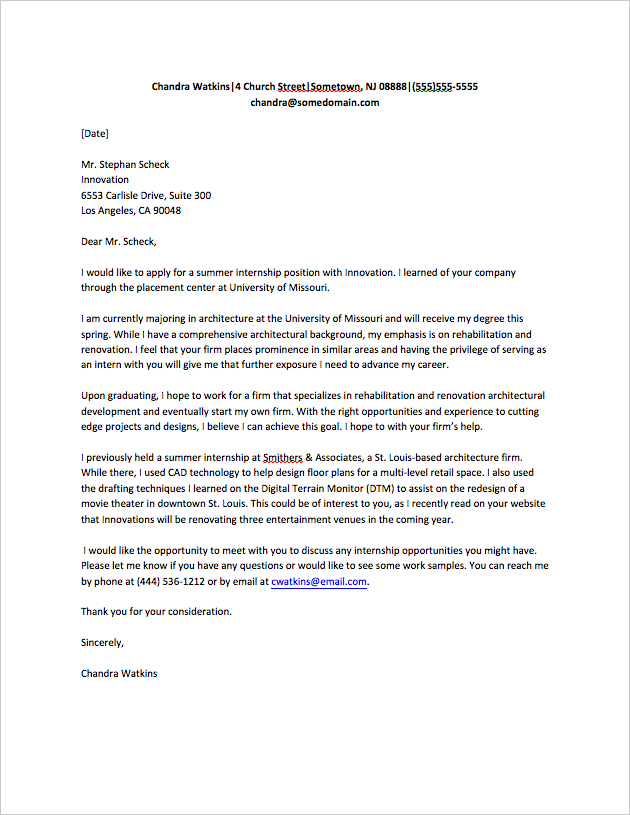 Chandra Watkins|4 Church Street|Sometown, NJ 08888|(555)555-5555
chandra@somedomain.com
[Date]
Mr. Stephan Scheck
Innovation
6553 Carlisle Drive, Suite 300
Los Angeles, CA 90048
Dear Mr. Scheck,
I would like to apply for a summer internship position with Innovation. I learned of your company
through the placement center at University of Missouri.
I am currently majoring in architecture at the University of Missouri and will receive my degree this
spring. While I have a comprehensive architectural background, my emphasis is on rehabilitation and
renovation. I feel that your firm places prominence in similar areas and having the privilege of serving as
an intern with you will give me that further exposure I need to advance my career.
Upon graduating, I hope to work for a firm that specializes in rehabilitation and renovation architectural
development and eventually start my own firm. With the right opportunities and experience to cutting
edge projects and designs, I believe I can achieve this goal. I hope to with your firm’s help.
I previously held a summer internship at Smithers & Associates, a St. Louis-based architecture firm.
While there, I used CAD technology to help design floor plans for a multi-level retail space. I also used
the drafting techniques I learned on the Digital Terrain Monitor (DTM) to assist on the redesign of a
movie theater in downtown St. Louis. This could be of interest to you, as I recently read on your website
that Innovations will be renovating three entertainment venues in the coming year.
I would like the opportunity to meet with you to discuss any internship opportunities you might have.
Please let me know if you have any questions or would like to see some work samples. You can reach me
by phone at (444) 536-1212 or by email at cwatkins@email.com.
Thank you for your consideration.
Sincerely,
Chandra Watkins